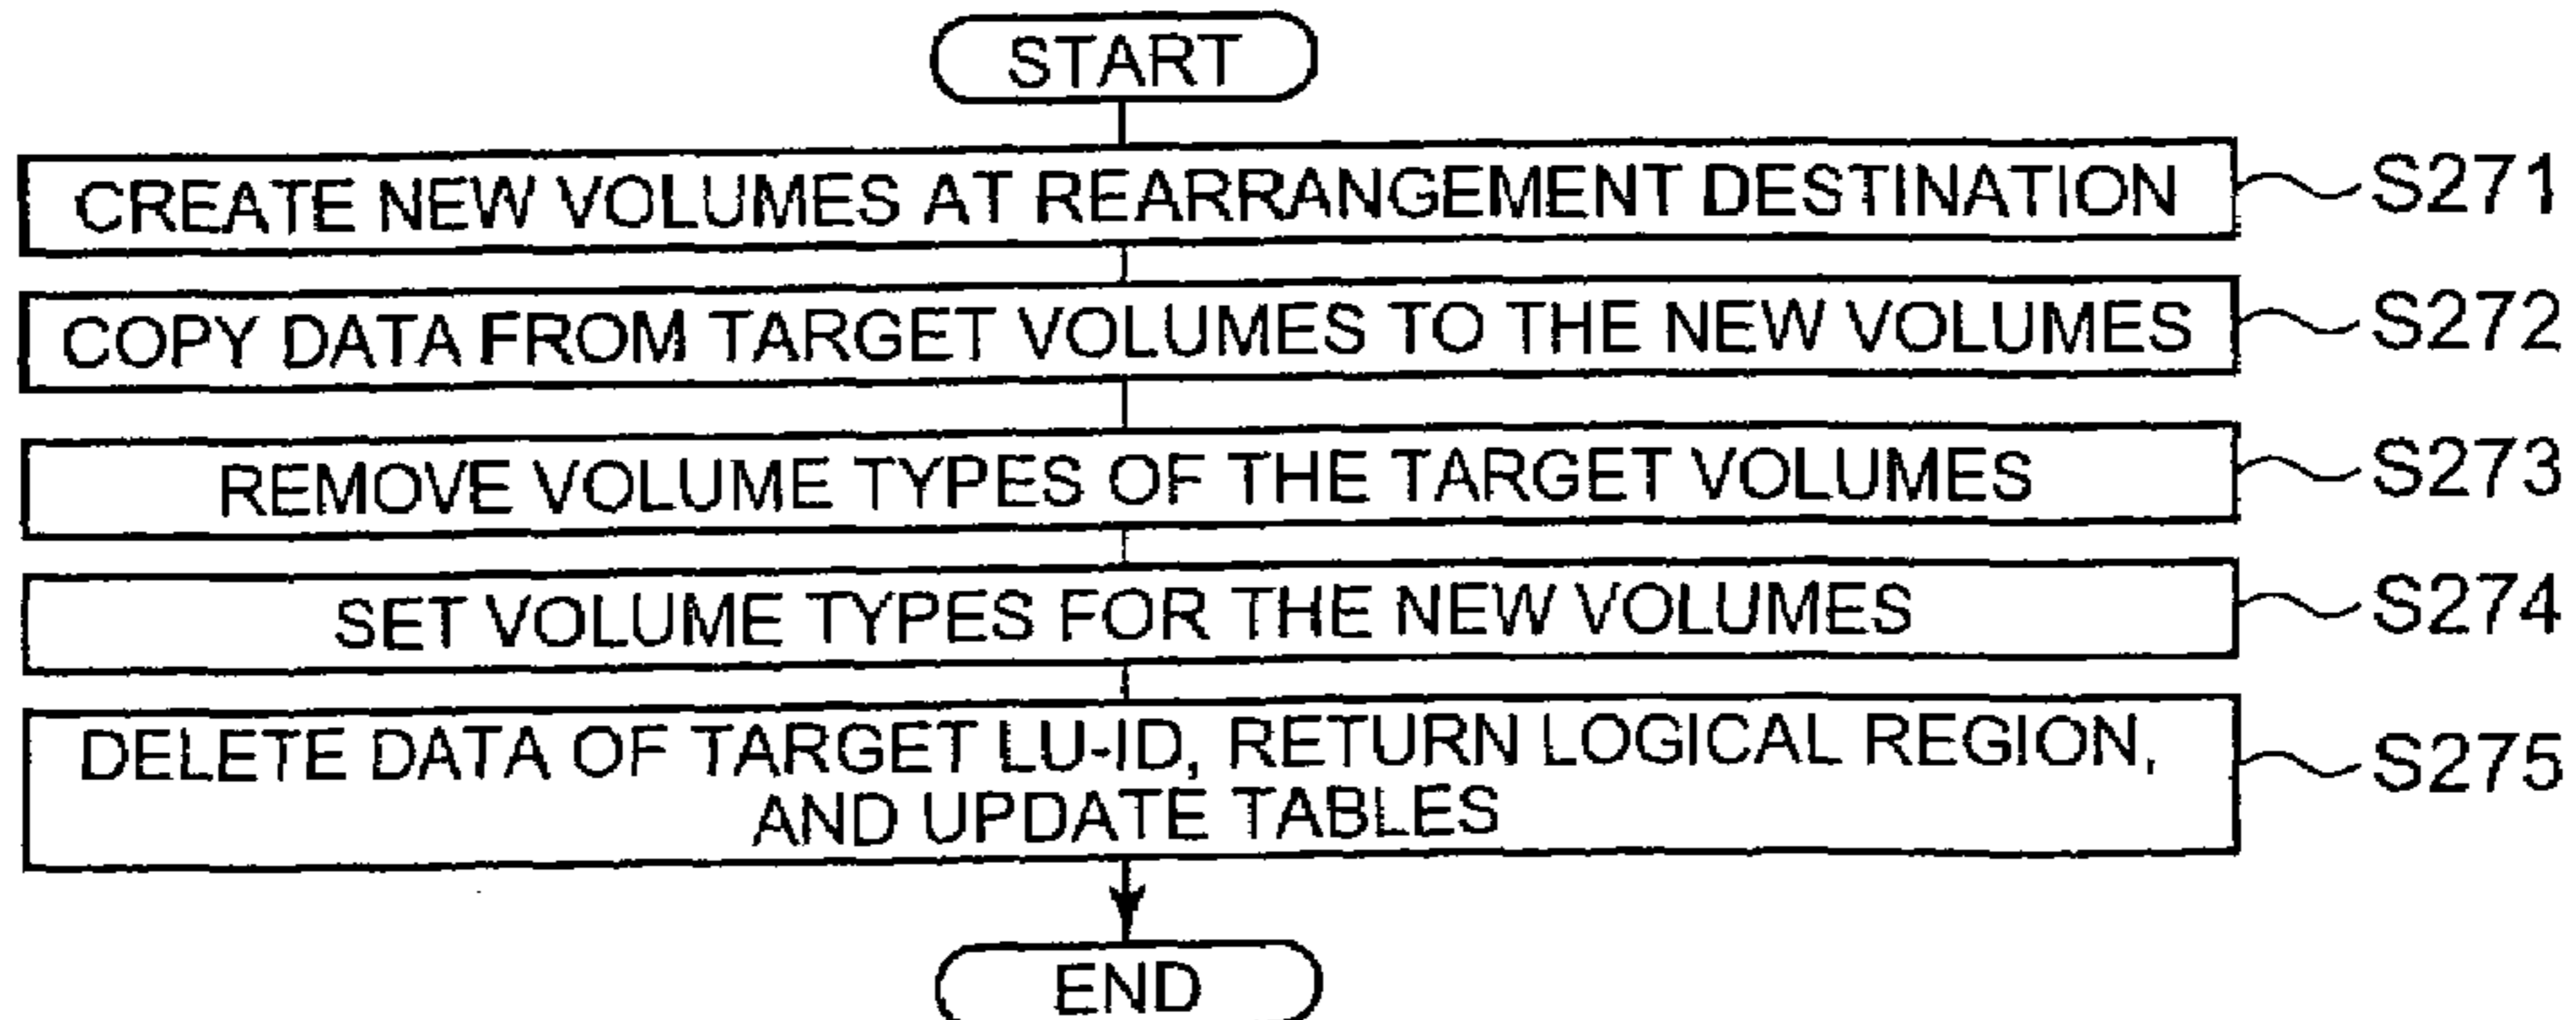 START
CREATE NEW VOLUMES AT REARRANGEMENT DESTINATION
S271
COPY DATA FROM TARGET VOLUMES TO THE NEW VOLUMES
S272
REMOVE VOLUME TYPES OF THE TARGET VOLUMES
S273
SET VOLUME TYPES FOR THE NEW VOLUMES
S274
DELETE DATA OF TARGET LU-ID, RETURN LOGICAL REGION,
AND UPDATE TABLES
S275
END